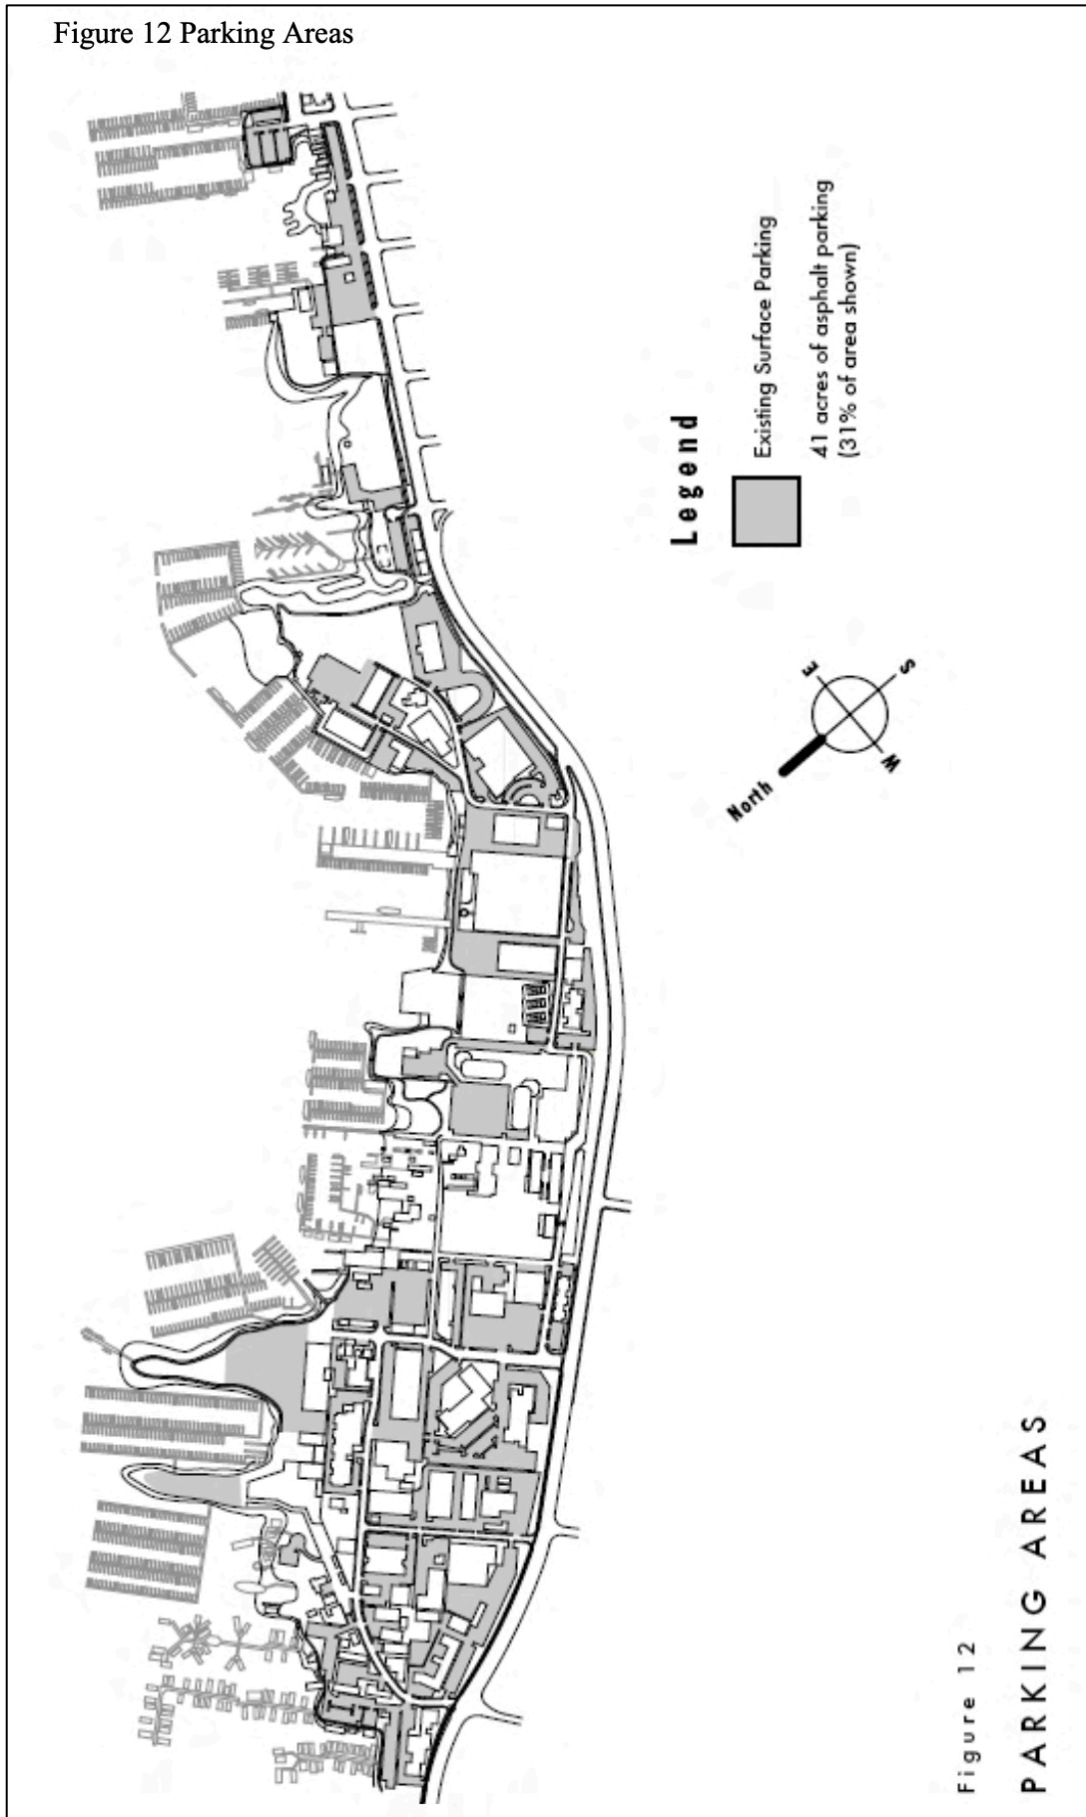 Figure 12 Parking Areas
Legend
Existing Surface Parking
41 acres of asphalt parking
(31% of area shown)
North
E
S
W
Figure 12
PARKING AREAS